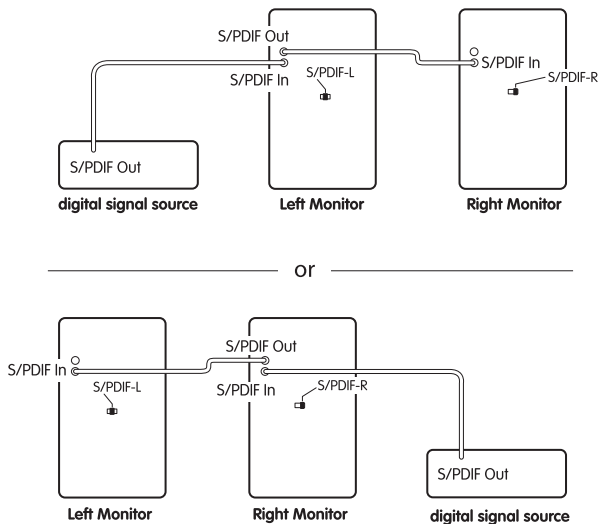 S/PDIF Out
S/PDIF In
S/PDIF-L
S/PDIF In
S/PDIF-R
S/PDIF Out
digital signal source
Left Monitor
Right Monitor
or
S/PDIF Out
S/PDIF In
S/PDIF-L
S/PDIF In
S/PDIF-R
S/PDIF Out
Left Monitor
Right Monitor
digital signal source